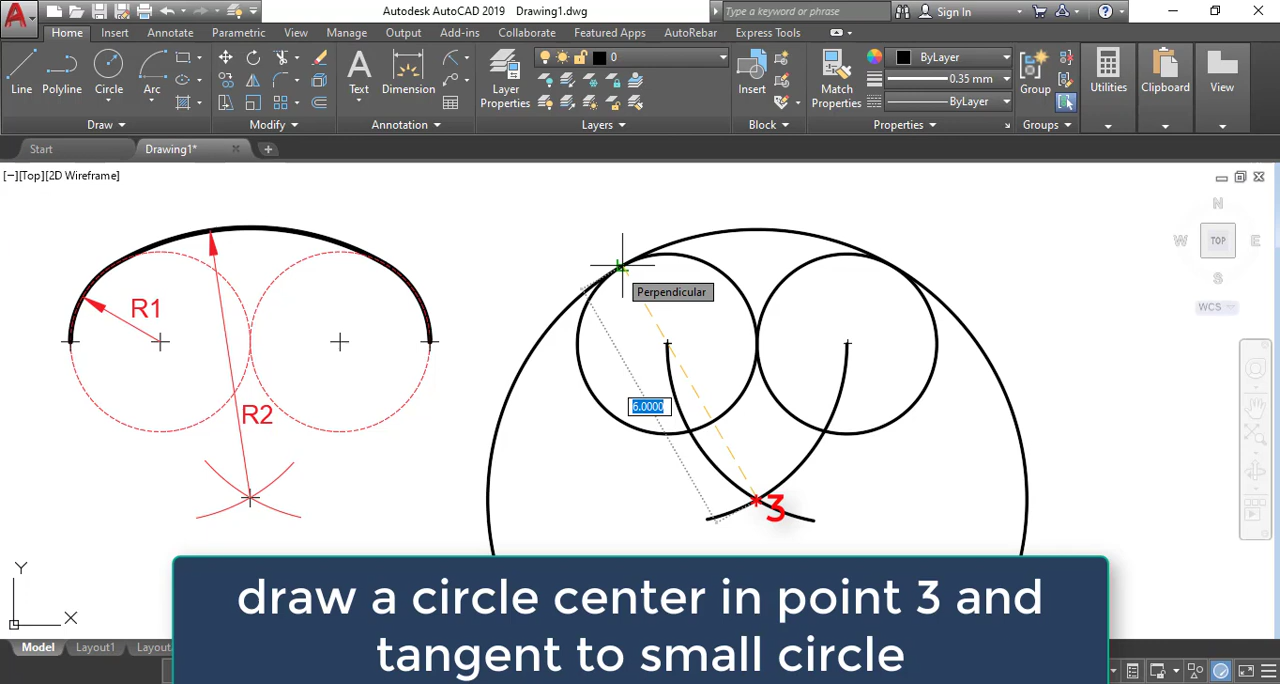 Autodesk AutoCAD 2019 Drawing1.dwg
Type a keyword or phrase
Sign In
Home Insert Annotate Parametric View Manage Output Add-ins Collaborate Featured Apps AutoRebar Express Tools
Line Polyline Circle Arc
Draw
Modify
Text Dimension
Annotation
Layer
Properties
0
Layers
Insert
Block
Match
Properties
ByLayer
0.35 mm
ByLayer
Properties
Group
Groups
Utilities
Clipboard
View
Start
Drawing1*
[−][Top][2D Wireframe]
N
W TOP E
S
WCS
R1
R2
Perpendicular
6.0000
3
Y
X
draw a circle center in point 3 and
tangent to small circle
Model Layout1 Layout